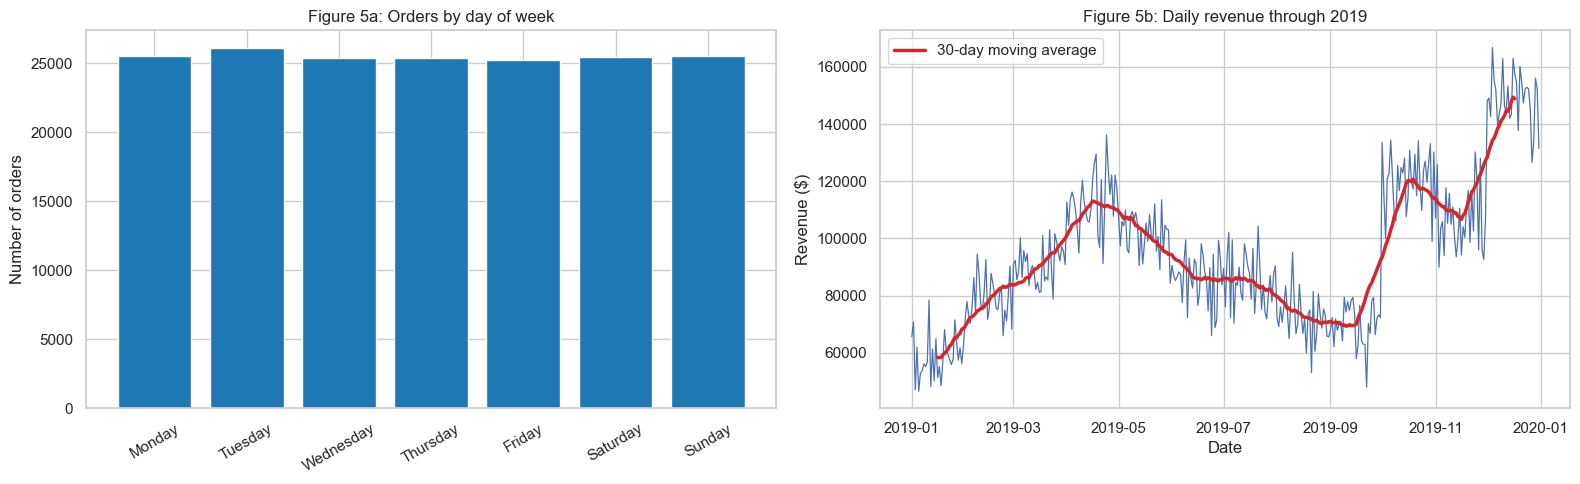 Figure 5a: Orders by day of week
Number of orders
25000
20000
15000
10000
5000
0
Monday
Tuesday
Wednesday
Thursday
Friday
Saturday
Sunday
Figure 5b: Daily revenue through 2019
30-day moving average
Revenue ($)
160000
140000
120000
100000
80000
60000
2019-01
2019-03
2019-05
2019-07
2019-09
2019-11
2020-01
Date